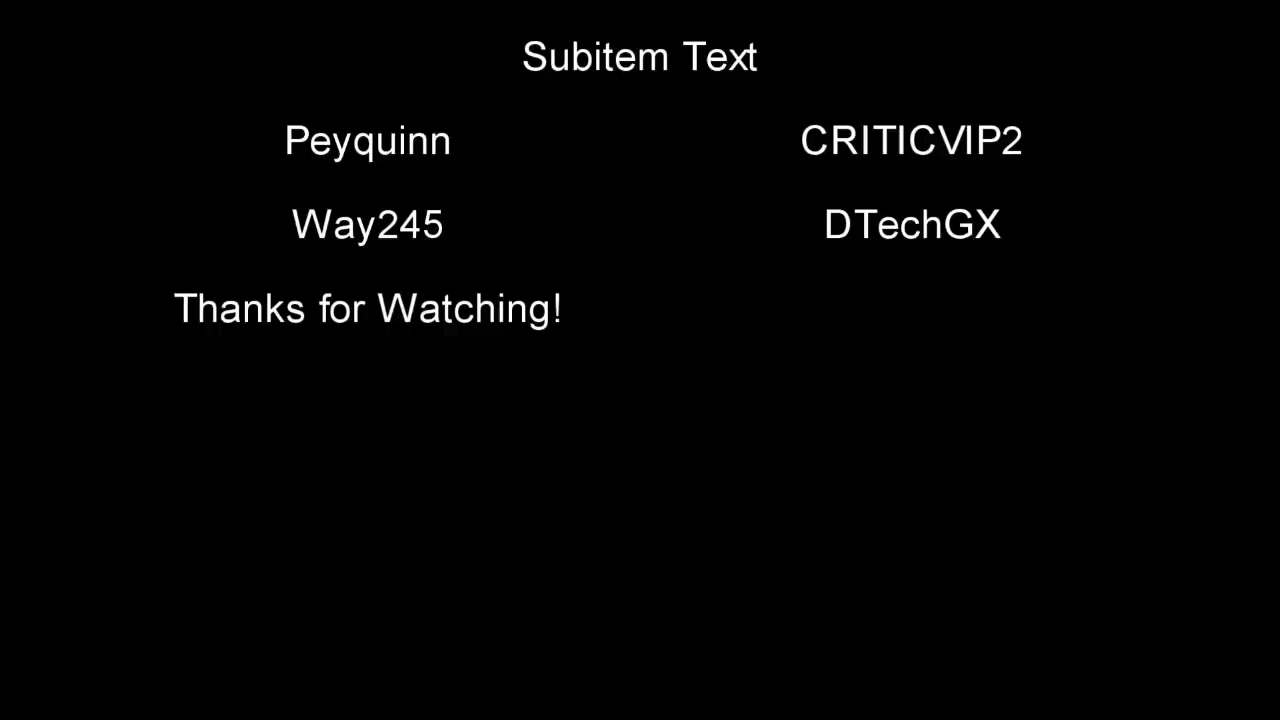 Subitem Text
Peyquinn CRITICVIP2
Way245 DTechGX
Thanks for Watching!